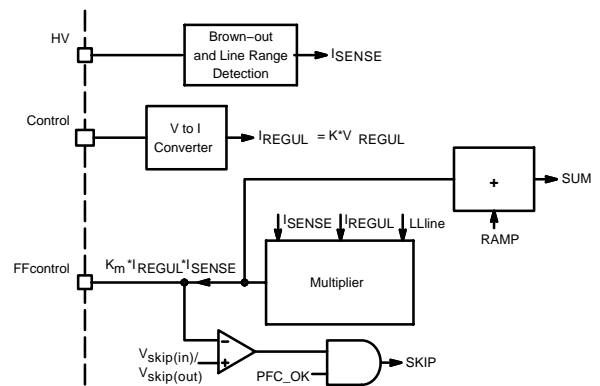 HV
Brown–out
and Line Range
Detection
ISENSE
Control
V to I
Converter
IREGUL = K*V REGUL
+
SUM
RAMP
ISENSE IREGUL LLline
FFcontrol
Km*IREGUL*ISENSE
Multiplier
Vskip(in)/
Vskip(out)
–
+
PFC_OK
SKIP